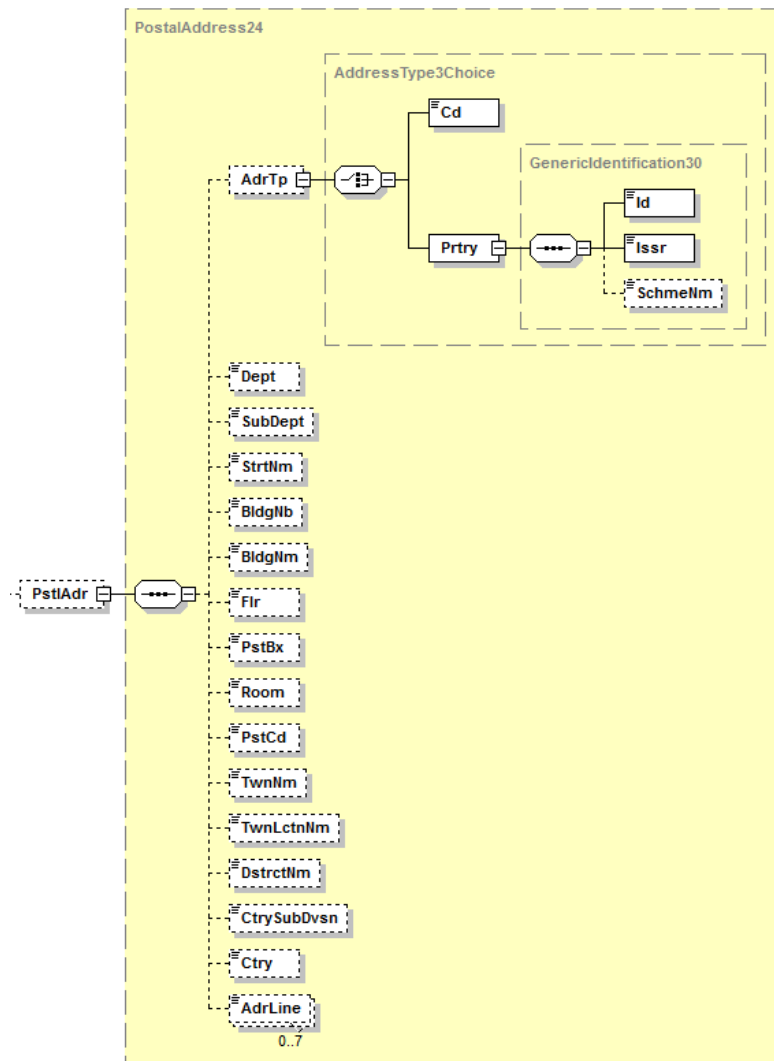 PostalAddress24
AddressType3Choice
Cd
GenericIdentification30
AdrTp
Id
Prtry
Issr
SchmeNm
Dept
SubDept
StrtNm
BldgNb
BldgNm
PstlAdr
Flr
PstBx
Room
PstCd
TwnNm
TwnLctnNm
DstrctNm
CtrySubDvsn
Ctry
AdrLine
0..7